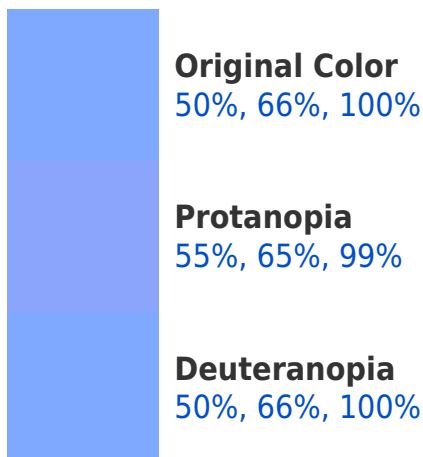 Original Color
50%, 66%, 100%
Protanopia
55%, 65%, 99%
Deuteranopia
50%, 66%, 100%